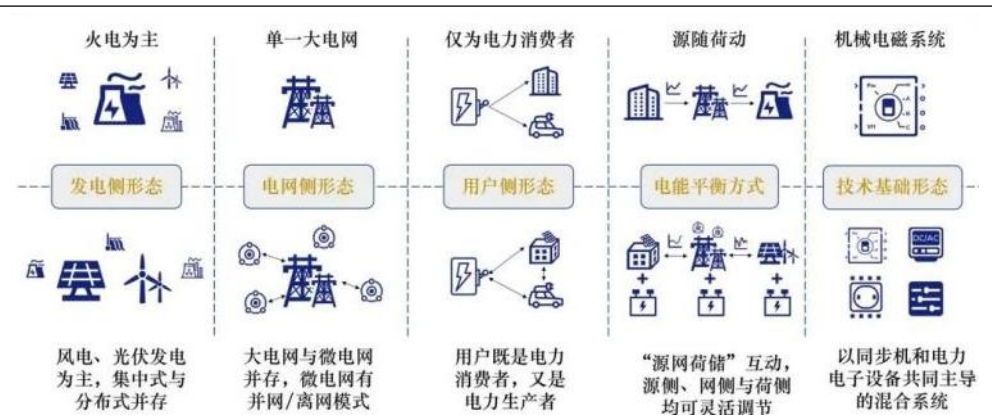 火电为主
单一大电网
仅为电力消费者
源随荷动
机械电磁系统
发电侧形态
电网侧形态
用户侧形态
电能平衡方式
技术基础形态
DC/AC
风电、光伏发电
为主，集中式与
分布式并存
大电网与微电网
并存，微电网有
并网/离网模式
用户既是电力
消费者，又是
电力生产者
“源网荷储”互动，
源侧、网侧与荷侧
均可灵活调节
以同步机和电力
电子设备共同主导
的混合系统